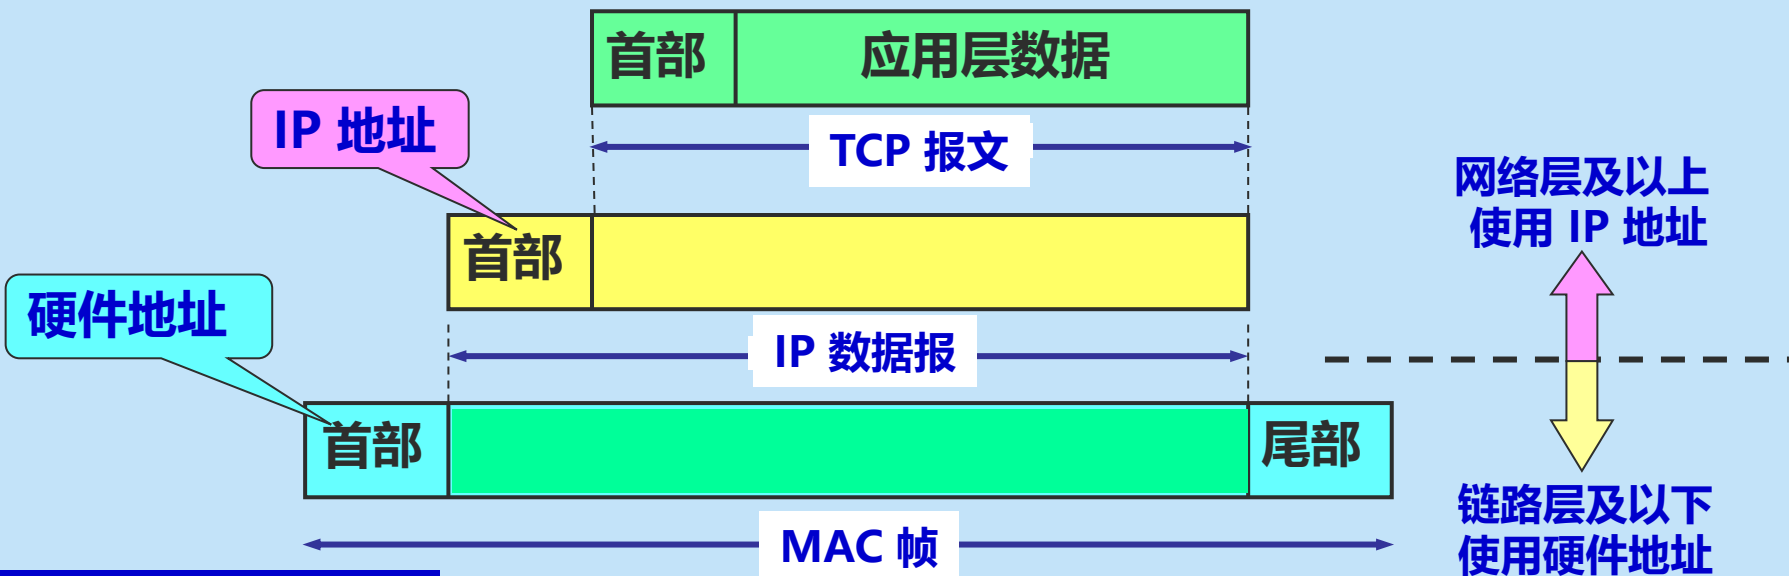 首部
应用层数据
IP 地址
TCP 报文
网络层及以上
使用 IP 地址
首部
硬件地址
IP 数据报
首部
尾部
链路层及以下
使用硬件地址
MAC 帧